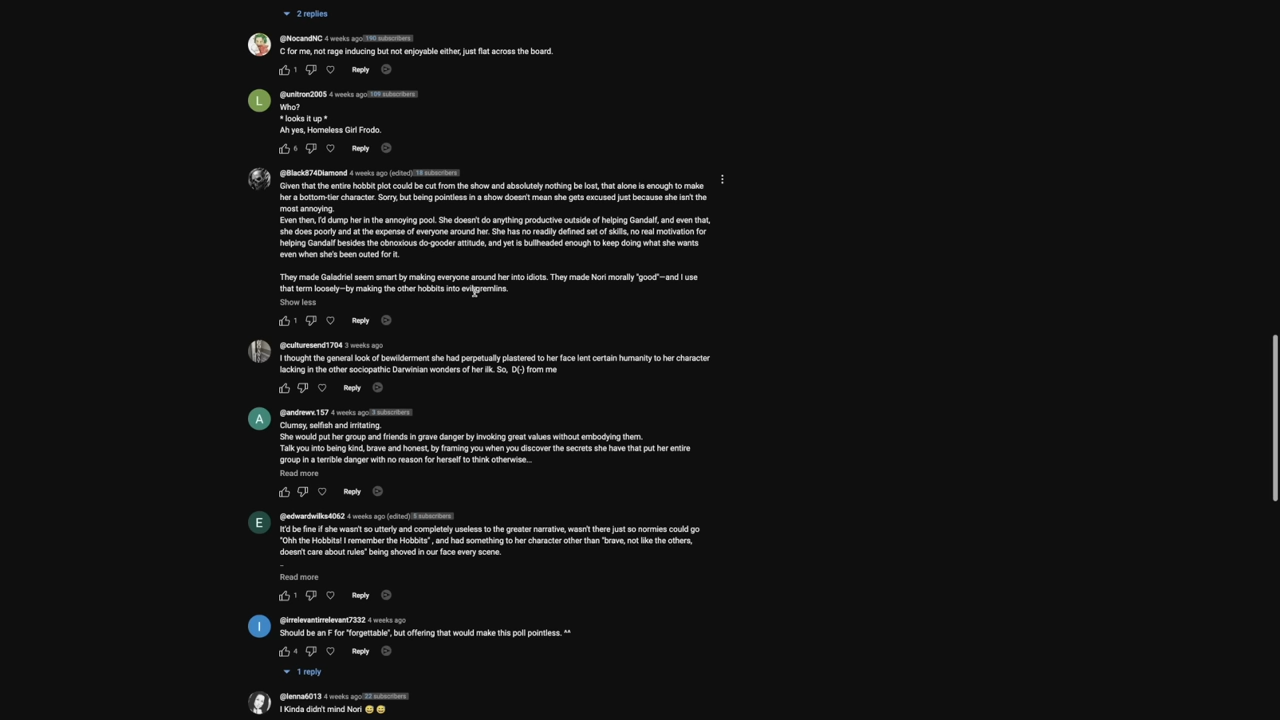 2 replies
@NocandNC 4 weeks ago 190 subscribers
C for me, not rage inducing but not enjoyable either, just flat across the board.
1 Reply
L
@unitron2005 4 weeks ago 109 subscribers
Who?
* looks it up *
Ah yes, Homeless Girl Frodo.
6 Reply
@Black874Diamond 4 weeks ago (edited) 18 subscribers
Given that the entire hobbit plot could be cut from the show and absolutely nothing be lost, that alone is enough to make
her a bottom-tier character. Sorry, but being pointless in a show doesn't mean she gets excused just because she isn't the
most annoying.
Even then, I'd dump her in the annoying pool. She doesn't do anything productive outside of helping Gandalf, and even that,
she does poorly and at the expense of everyone around her. She has no readily defined set of skills, no real motivation for
helping Gandalf besides the obnoxious do-gooder attitude, and yet is bullheaded enough to keep doing what she wants
even when she's been outed for it.
They made Galadriel seem smart by making everyone around her into idiots. They made Nori morally "good"—and I use
that term loosely—by making the other hobbits into evil gremlins.
Show less
1 Reply
@culturesend1704 3 weeks ago
I thought the general look of bewilderment she had perpetually plastered to her face lent certain humanity to her character
lacking in the other sociopathic Darwinian wonders of her ilk. So, D(-) from me
Reply
A
@andrewv.157 4 weeks ago 3 subscribers
Clumsy, selfish and irritating.
She would put her group and friends in grave danger by invoking great values without embodying them.
Talk you into being kind, brave and honest, by framing you when you discover the secrets she have that put her entire
group in a terrible danger with no reason for herself to think otherwise...
Read more
Reply
E
@edwardwilks4062 4 weeks ago (edited) 5 subscribers
It'd be fine if she wasn't so utterly and completely useless to the greater narrative, wasn't there just so normies could go
"Ohh the Hobbits! I remember the Hobbits" , and had something to her character other than "brave, not like the others,
doesn't care about rules" being shoved in our face every scene.
..
Read more
1 Reply
I
@irrelevantirrelevant7332 4 weeks ago
Should be an F for "forgettable", but offering that would make this poll pointless. ^^
4 Reply
1 reply
@lenna6013 4 weeks ago 22 subscribers
I Kinda didn't mind Nori 😅 😅